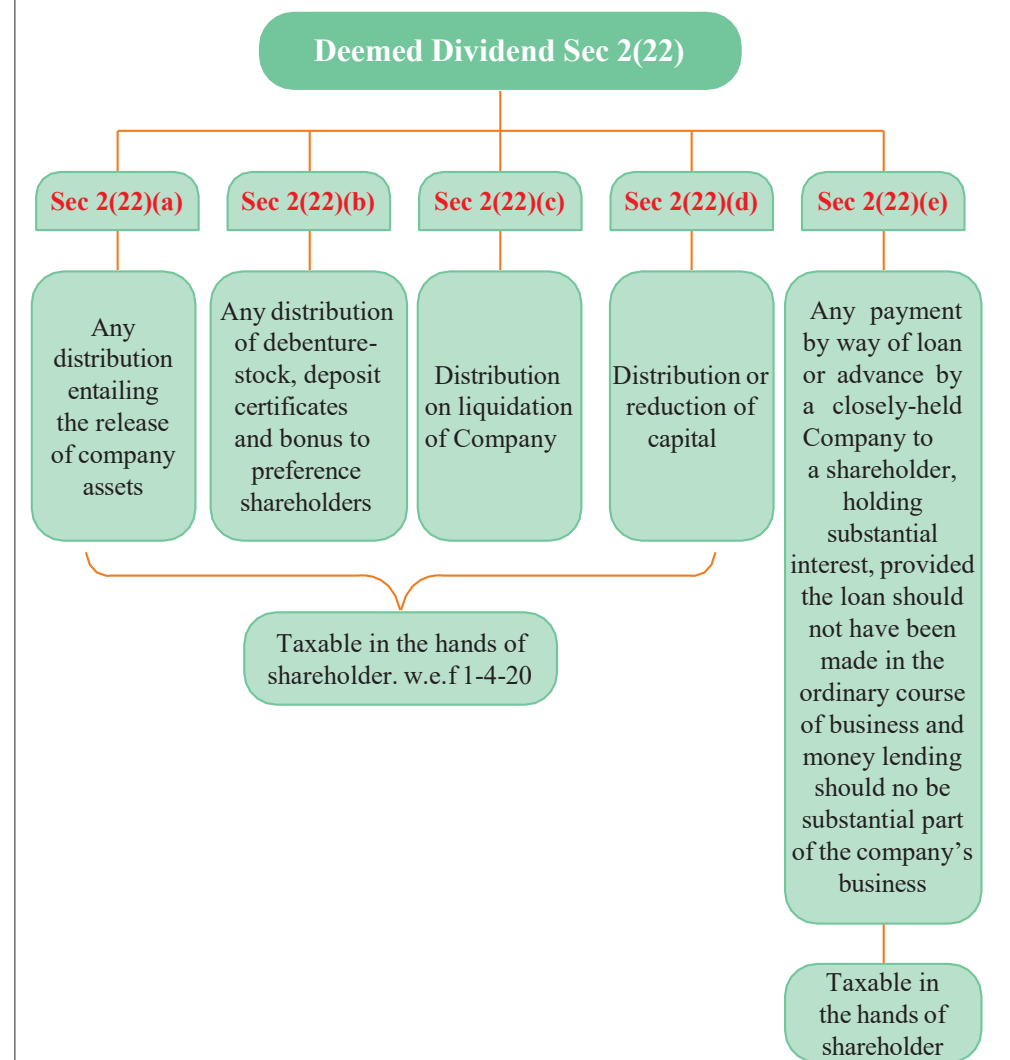 Deemed Dividend Sec 2(22)
Sec 2(22)(a)
Sec 2(22)(b)
Sec 2(22)(c)
Sec 2(22)(d)
Sec 2(22)(e)
Any
distribution
entailing
the release
of company
assets
Any distribution
of debenture-
stock, deposit
certificates
and bonus to
preference
shareholders
Distribution
on liquidation
of Company
Distribution or
reduction of
capital
Any payment
by way of loan
or advance by
a closely-held
Company to
a shareholder,
holding
substantial
interest, provided
the loan should
not have been
made in the
ordinary course
of business and
money lending
should no be
substantial part
of the company’s
business
Taxable in the hands of
shareholder. w.e.f 1-4-20
Taxable in
the hands of
shareholder